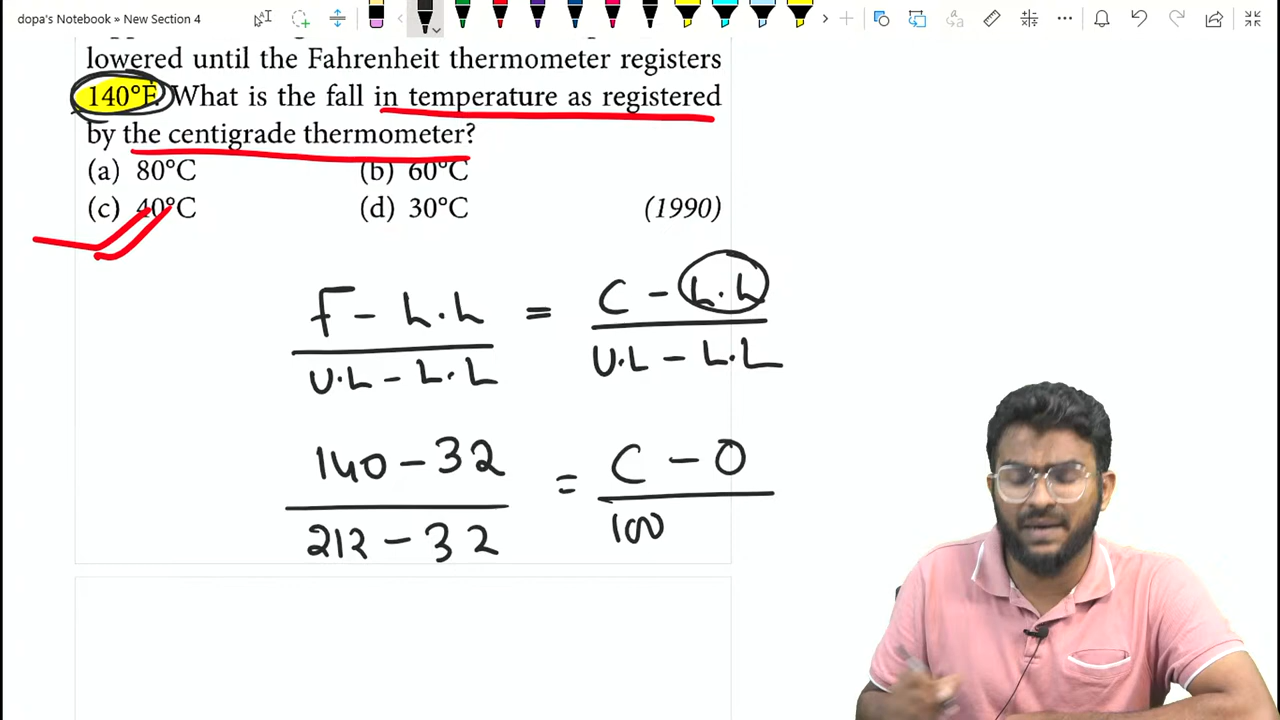 dopa's Notebook » New Section 4
lowered until the Fahrenheit thermometer registers
140°F. What is the fall in temperature as registered
by the centigrade thermometer?
(a) 80°C (b) 60°C
(c) 40°C (d) 30°C (1990)
F - L.L = C - L.L
U.L - L.L U.L - L.L
140 - 32 = C - 0
212 - 32 100